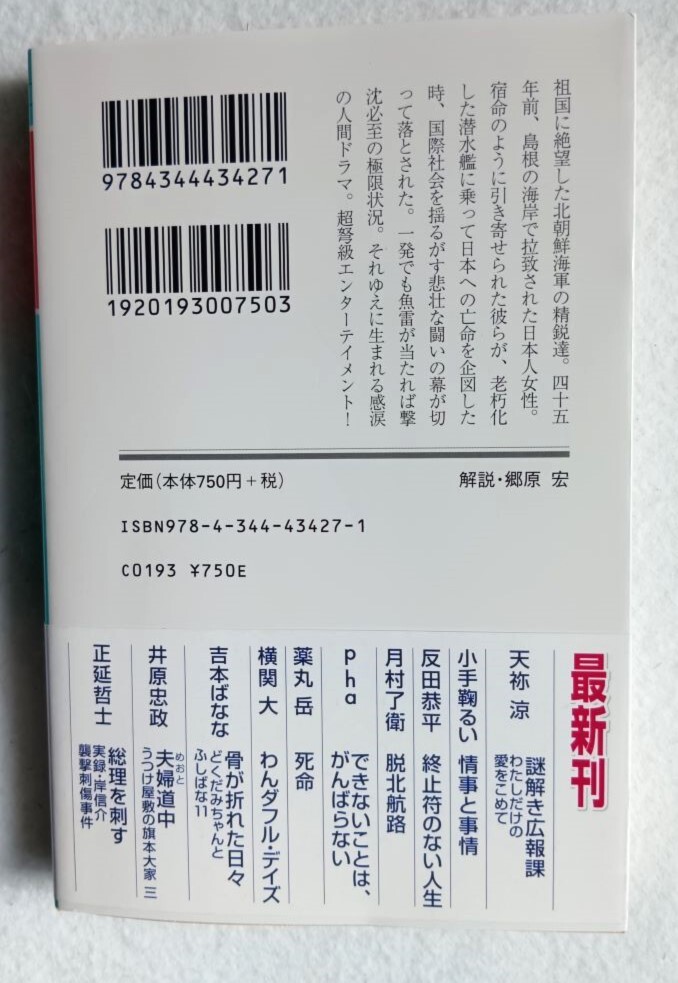 祖国に絶望した北朝鮮海軍の精鋭達。四十五
年前、島根の海岸で拉致された日本人女性。
宿命のように引き寄せられた彼らが、老朽化
した潜水艦に乗って日本への亡命を企図した
時、国際社会を揺るがす悲壮な闘いの幕が切
って落とされた。一発でも魚雷が当たれば撃
沈必至の極限状況。それゆえに生まれる感涙
の人間ドラマ。超弩級エンターテイメント!
9784344434271
1920193007503
定価(本体750円+税)
解説・郷原 宏
ISBN978-4-344-43427-1
C0193 ¥750E
最新刊
天祢 涼 謎解き広報課
わたしだけの
愛をこめて
小手鞠るい 情事と事情
反田恭平 終止符のない人生
月村了衛 脱北航路
pha できないことは、
がんばらない
薬丸 岳 死命
横関 大 わんダフル・デイズ
吉本ばなな 骨が折れた日々
どくだみちゃんと
ふしばな11
井原忠政 夫婦道中
めおと
うつけ屋敷の旗本大家 三
正延哲士 総理を刺す
実録・岸信介
襲撃刺傷事件